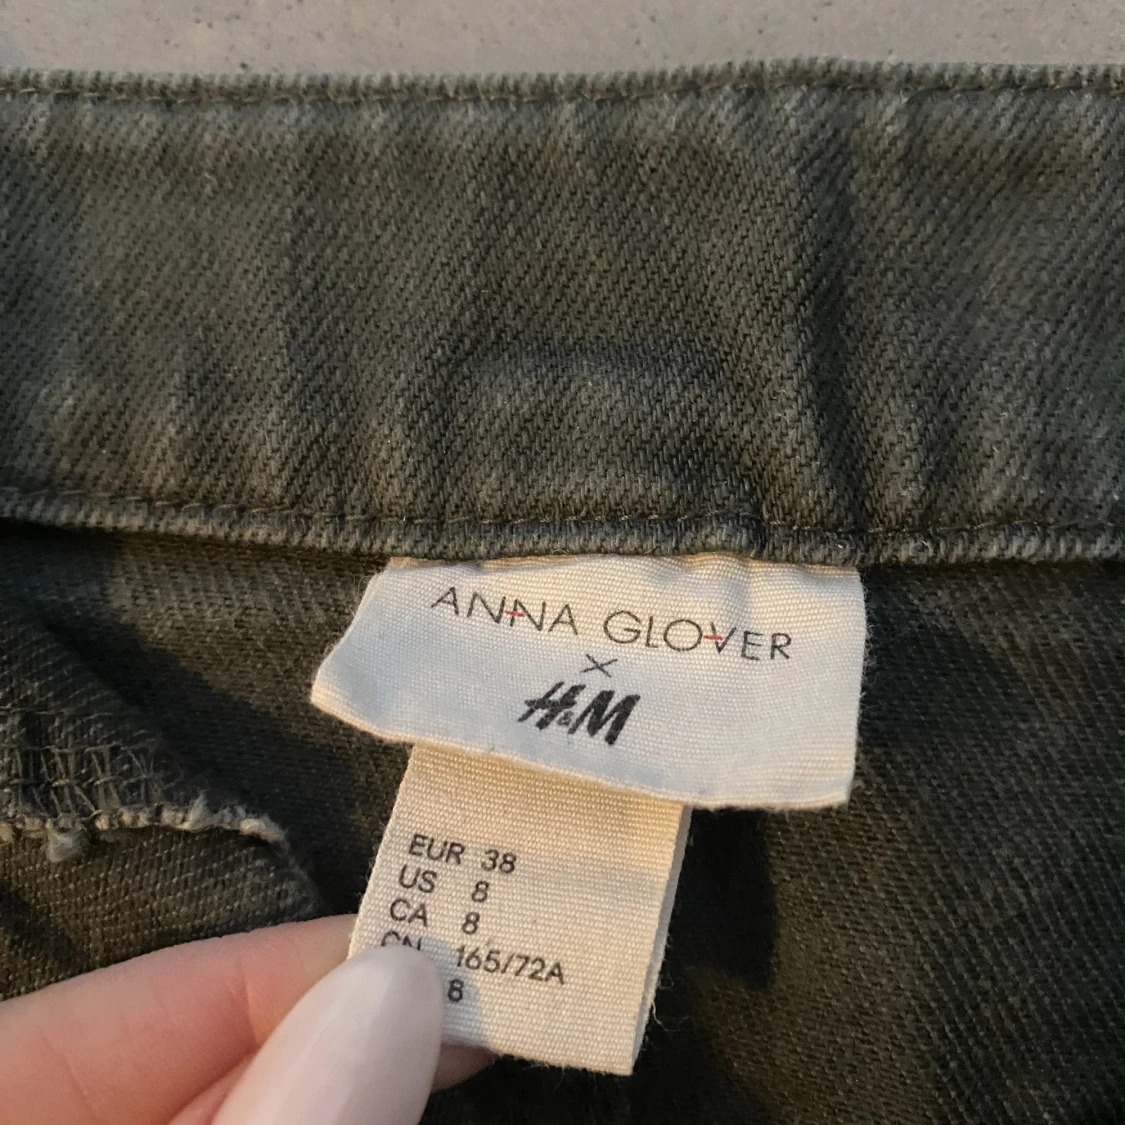 ANNA GLOVER
×
H&M
EUR 38
US 8
CA 8
CN 165/72A
8